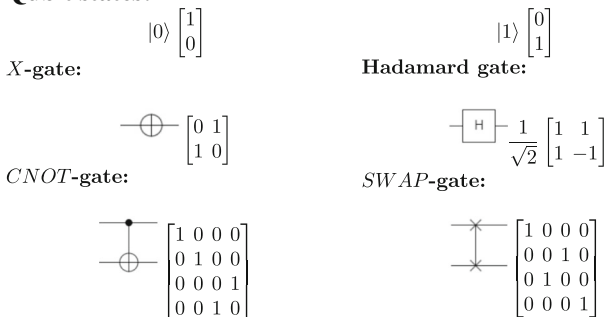 |0⟩ [1 0] |1⟩ [0 1]
X-gate: Hadamard gate:
[0 1 1 0] H 1/√2 [1 1 1 −1]
CNOT-gate: SWAP-gate:
[1 0 0 0 [1 0 0 0
0 1 0 0 0 0 1 0
0 0 0 1 0 1 0 0
0 0 1 0] 0 0 0 1]